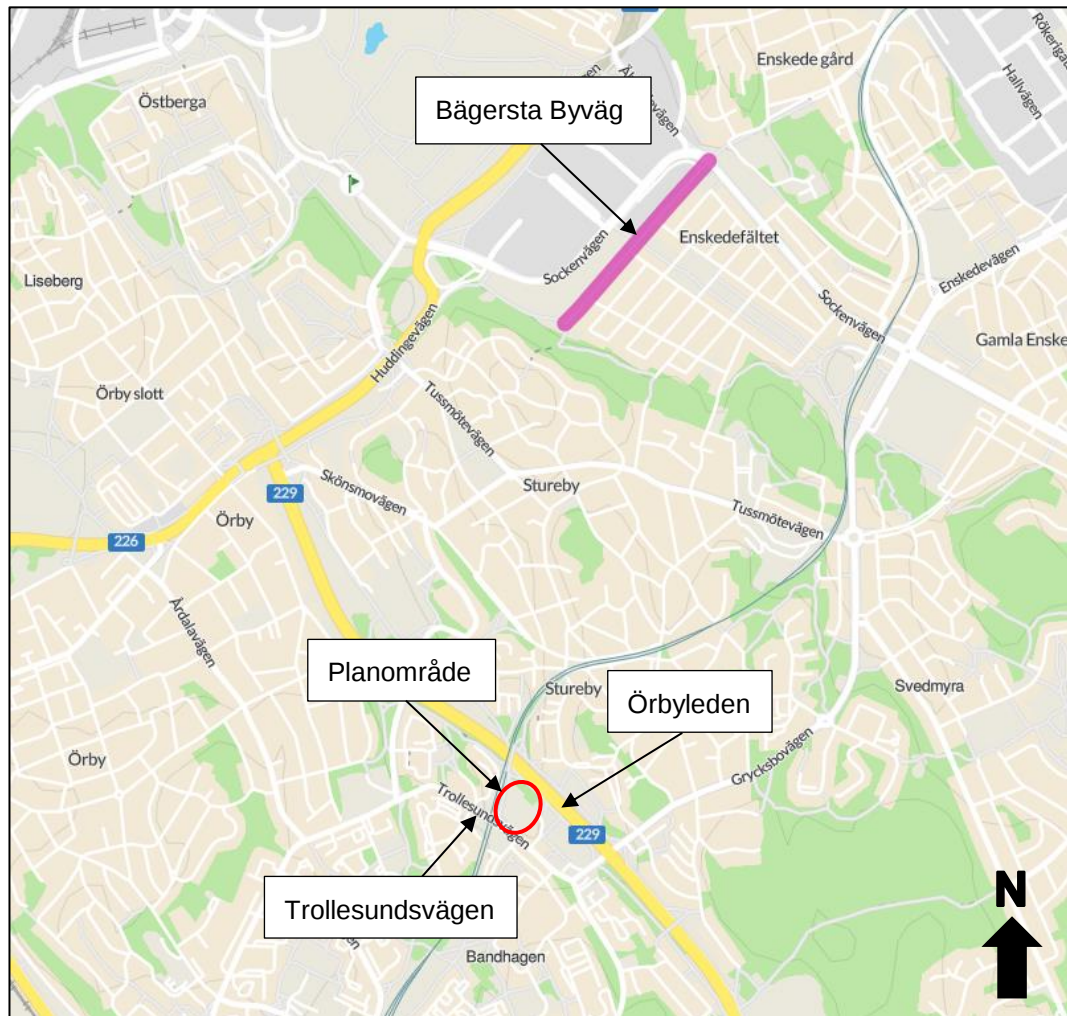 Rökerigat
Enskede gård
Hallvägen
Östberga
Bägersta Byväg
Enskedefältet
Sockenvägen
Enskedevägen
Liseberg
Sockenvägen
Gamla Enske
Huddingevägen
Örby slott
Tussmötevägen
229
Skönsmovägen
Stureby
Tussmötevägen
226
Örby
Årdalavägen
Planområde
Stureby
Örbyleden
Svedmyra
Örby
Grycksbovägen
Trollesundsvägen
229
Trollesundsvägen
Bandhagen
N